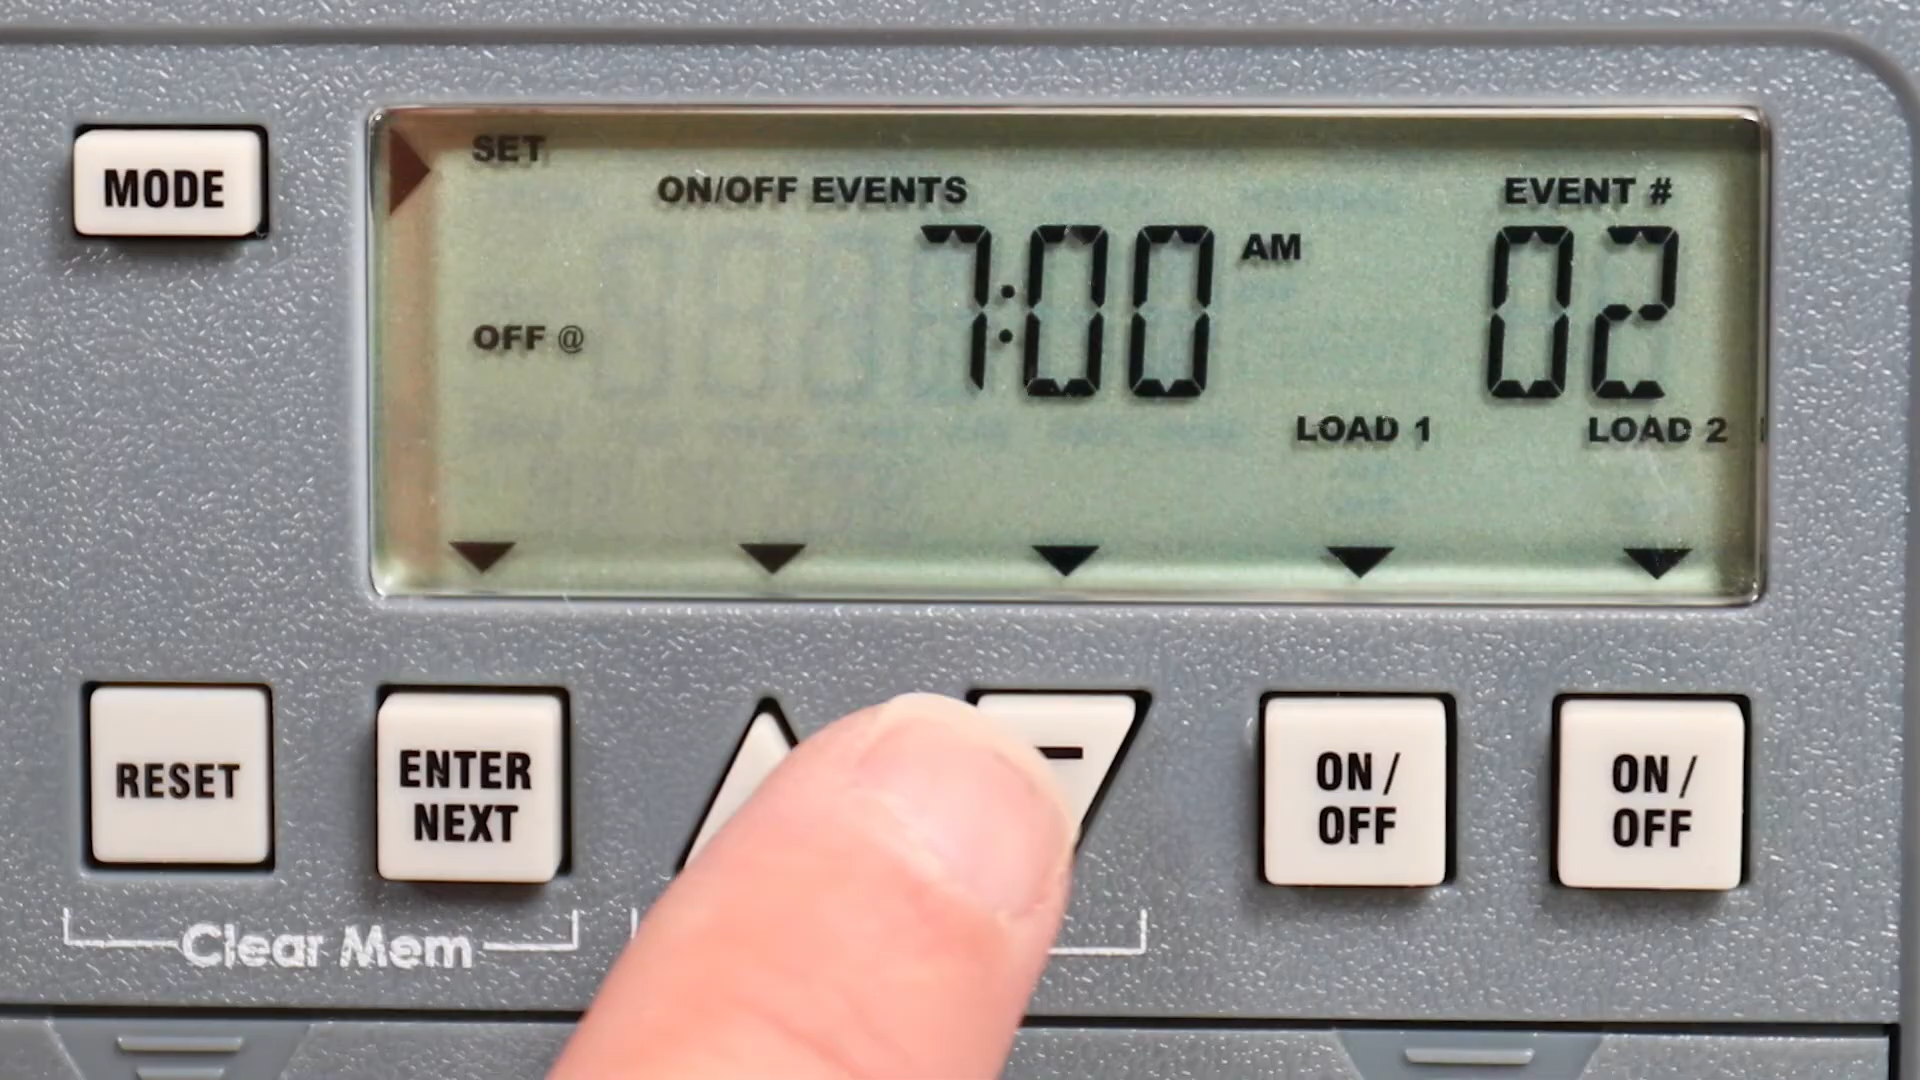 MODE
SET
ON/OFF EVENTS
EVENT #
7:00 AM
02
OFF @
LOAD 1
LOAD 2
RESET
ENTER
NEXT
–
ON /
OFF
ON /
OFF
Clear Mem